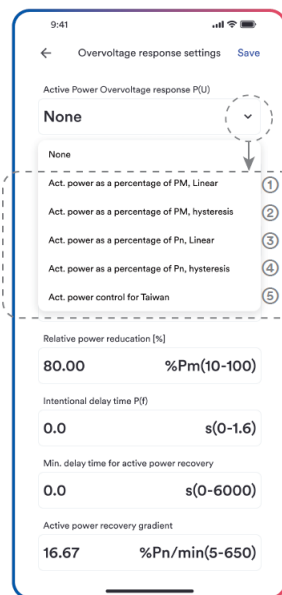 9:41
Overvoltage response settings Save
Active Power Overvoltage response P(U)
None
None
Act. power as a percentage of PM, Linear 1
Act. power as a percentage of PM, hysteresis 2
Act. power as a percentage of Pn, Linear 3
Act. power as a percentage of Pn, hysteresis 4
Act. power control for Taiwan 5
Relative power reducation [%]
80.00 %Pm(10-100)
Intentional delay time P(f)
0.0 s(0-1.6)
Min. delay time for active power recovery
0.0 s(0-6000)
Active power recovery gradient
16.67 %Pn/min(5-650)